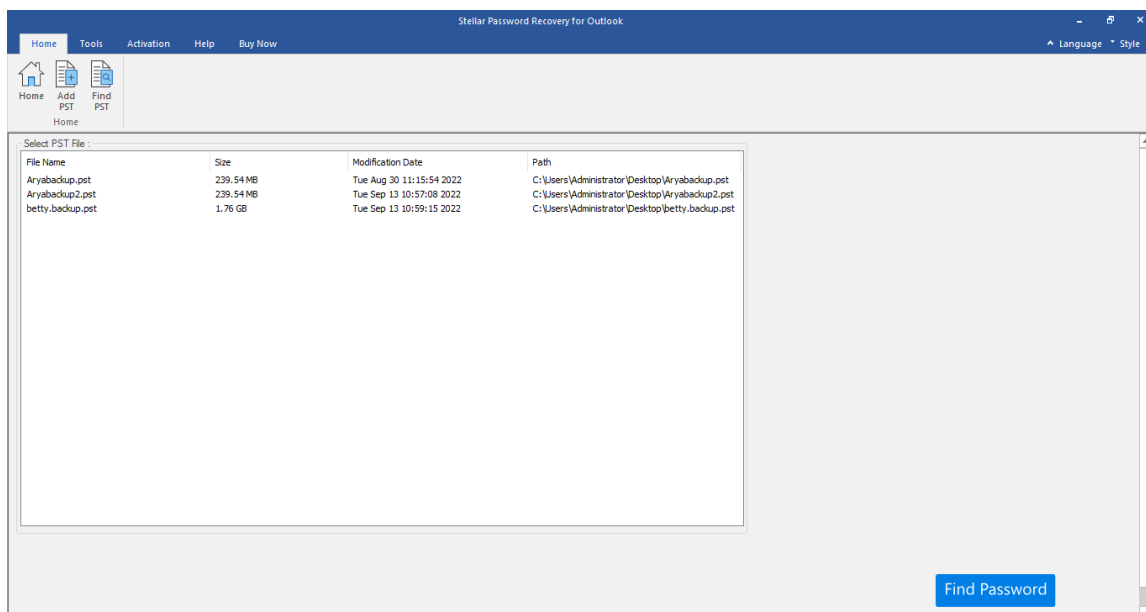 Stellar Password Recovery for Outlook
Home Tools Activation Help Buy Now Language Style
Home Add PST Find PST
Home
Select PST File :
File Name Size Modification Date Path
Aryabackup.pst 239.54 MB Tue Aug 30 11:15:54 2022 C:\Users\Administrator\Desktop\Aryabackup.pst
Aryabackup2.pst 239.54 MB Tue Sep 13 10:57:08 2022 C:\Users\Administrator\Desktop\Aryabackup2.pst
betty.backup.pst 1.76 GB Tue Sep 13 10:59:15 2022 C:\Users\Administrator\Desktop\betty.backup.pst
Find Password